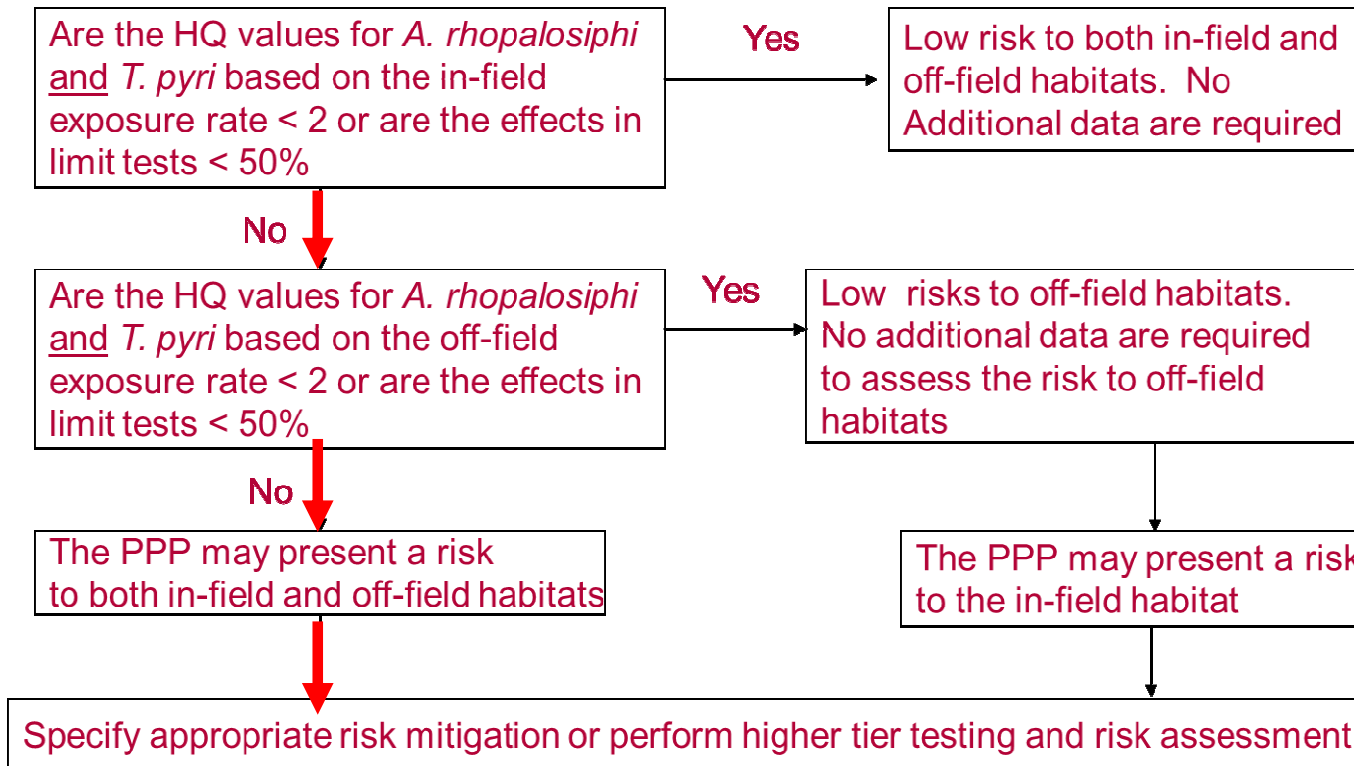 Are the HQ values for A. rhopalosiphi
and T. pyri based on the in-field
exposure rate < 2 or are the effects in
limit tests < 50%
Yes
Low risk to both in-field and
off-field habitats. No
Additional data are required
No
Are the HQ values for A. rhopalosiphi
and T. pyri based on the off-field
exposure rate < 2 or are the effects in
limit tests < 50%
Yes
Low risks to off-field habitats.
No additional data are required
to assess the risk to off-field
habitats
No
The PPP may present a risk
to both in-field and off-field habitats
The PPP may present a risk
to the in-field habitat
Specify appropriate risk mitigation or perform higher tier testing and risk assessment